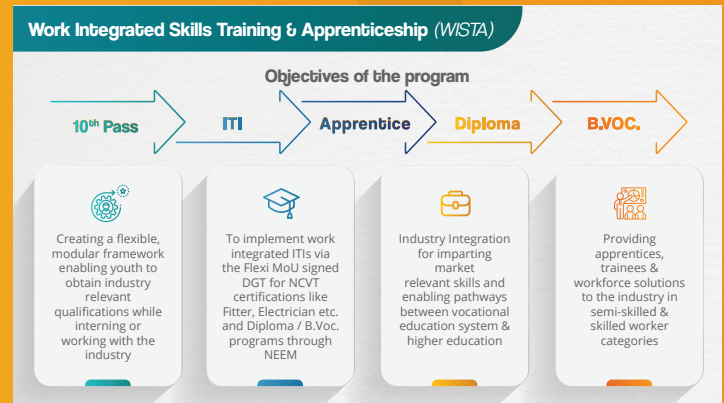 Work Integrated Skills Training & Apprenticeship (WISTA)
Objectives of the program
10th Pass
ITI
Apprentice
Diploma
B.VOC.
Creating a flexible,
modular framework
enabling youth to
obtain industry
relevant
qualifications while
interning or
working with the
industry
To implement work
integrated ITIs via
the Flexi MoU signed
DGT for NCVT
certifications like
Fitter, Electrician etc.
and Diploma / B.Voc.
programs through
NEEM
Industry Integration
for imparting
market
relevant skills and
enabling pathways
between vocational
education system &
higher education
Providing
apprentices,
trainees &
workforce solutions
to the industry in
semi-skilled &
skilled worker
categories